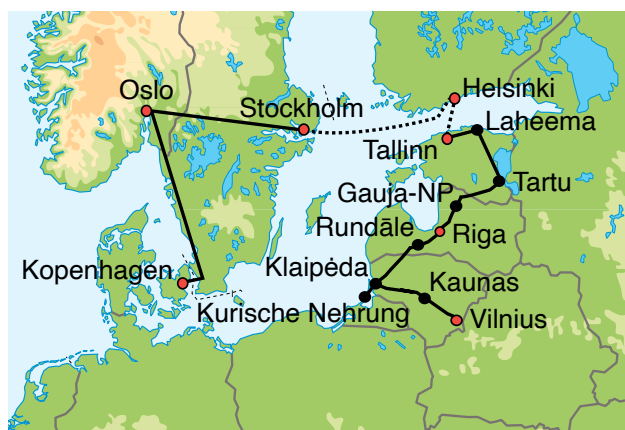 Oslo
Helsinki
Stockholm
Laheema
Tallinn
Tartu
Gauja-NP
Rundāle
Riga
Kopenhagen
Klaipėda
Kaunas
Kurische Nehrung
Vilnius